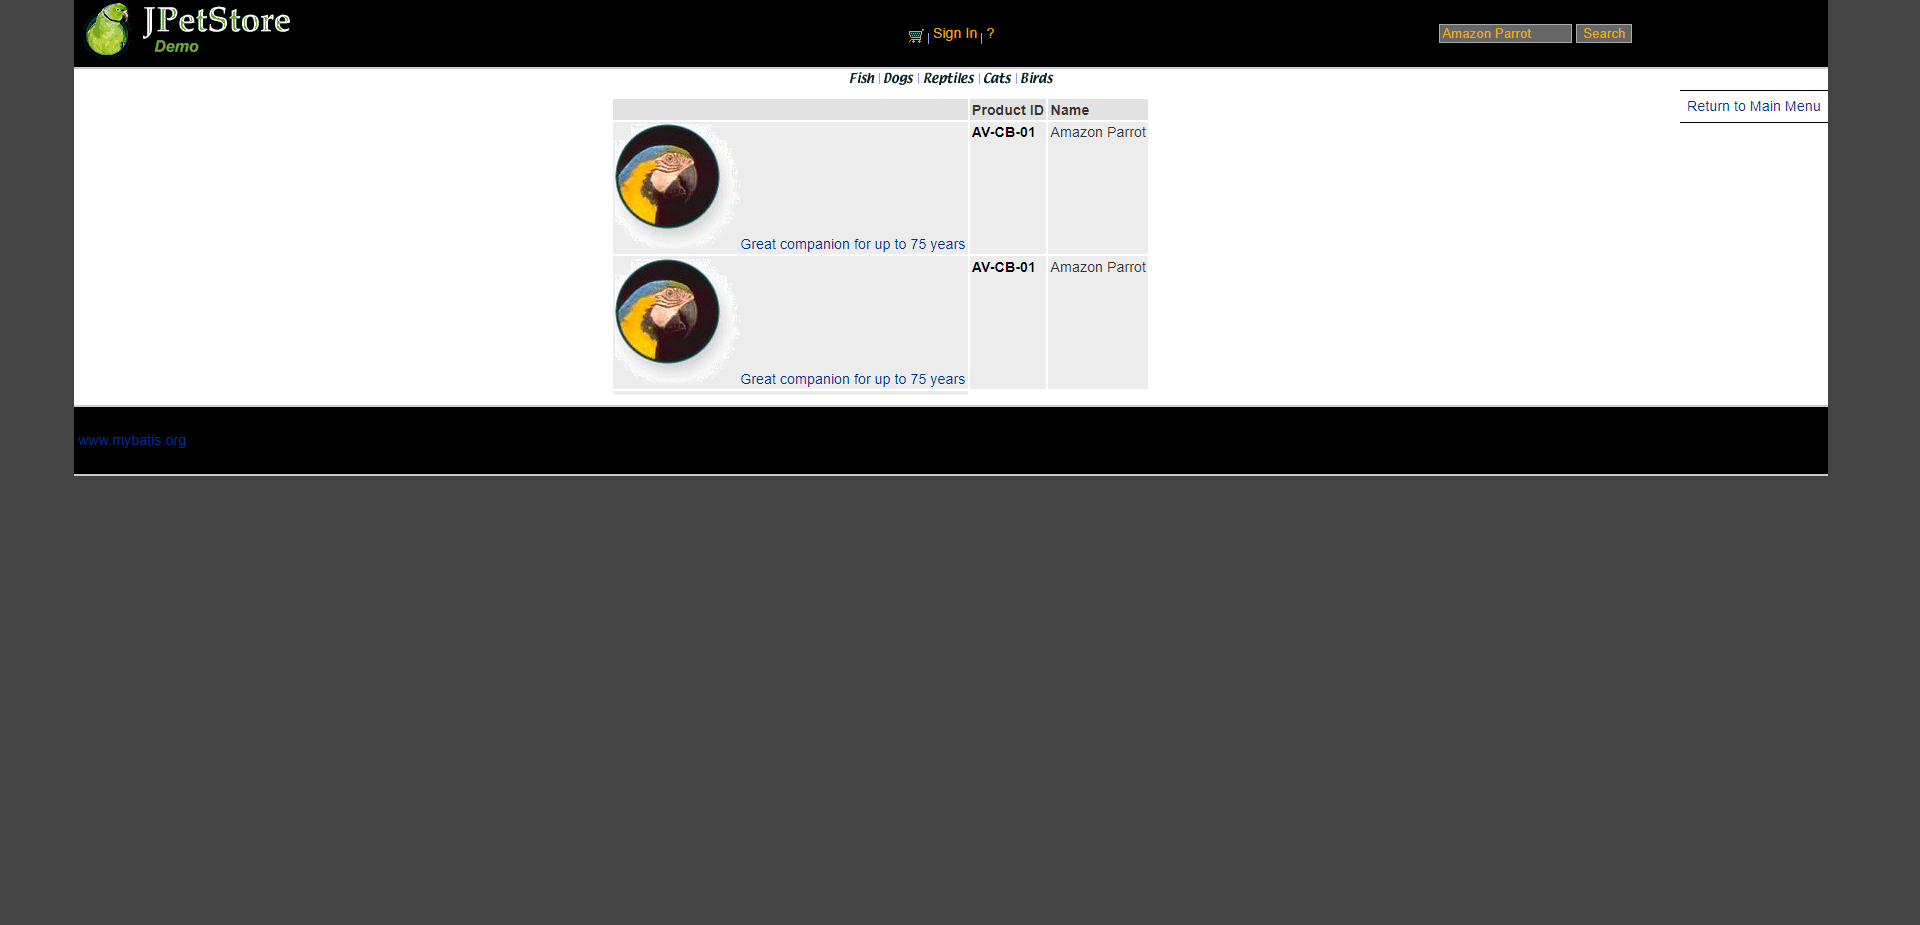 JPetStore
Demo
Sign In ?
Amazon Parrot Search
Fish Dogs Reptiles Cats Birds
Return to Main Menu
Product ID Name
AV-CB-01 Amazon Parrot
Great companion for up to 75 years
AV-CB-01 Amazon Parrot
Great companion for up to 75 years
www.mybatis.org